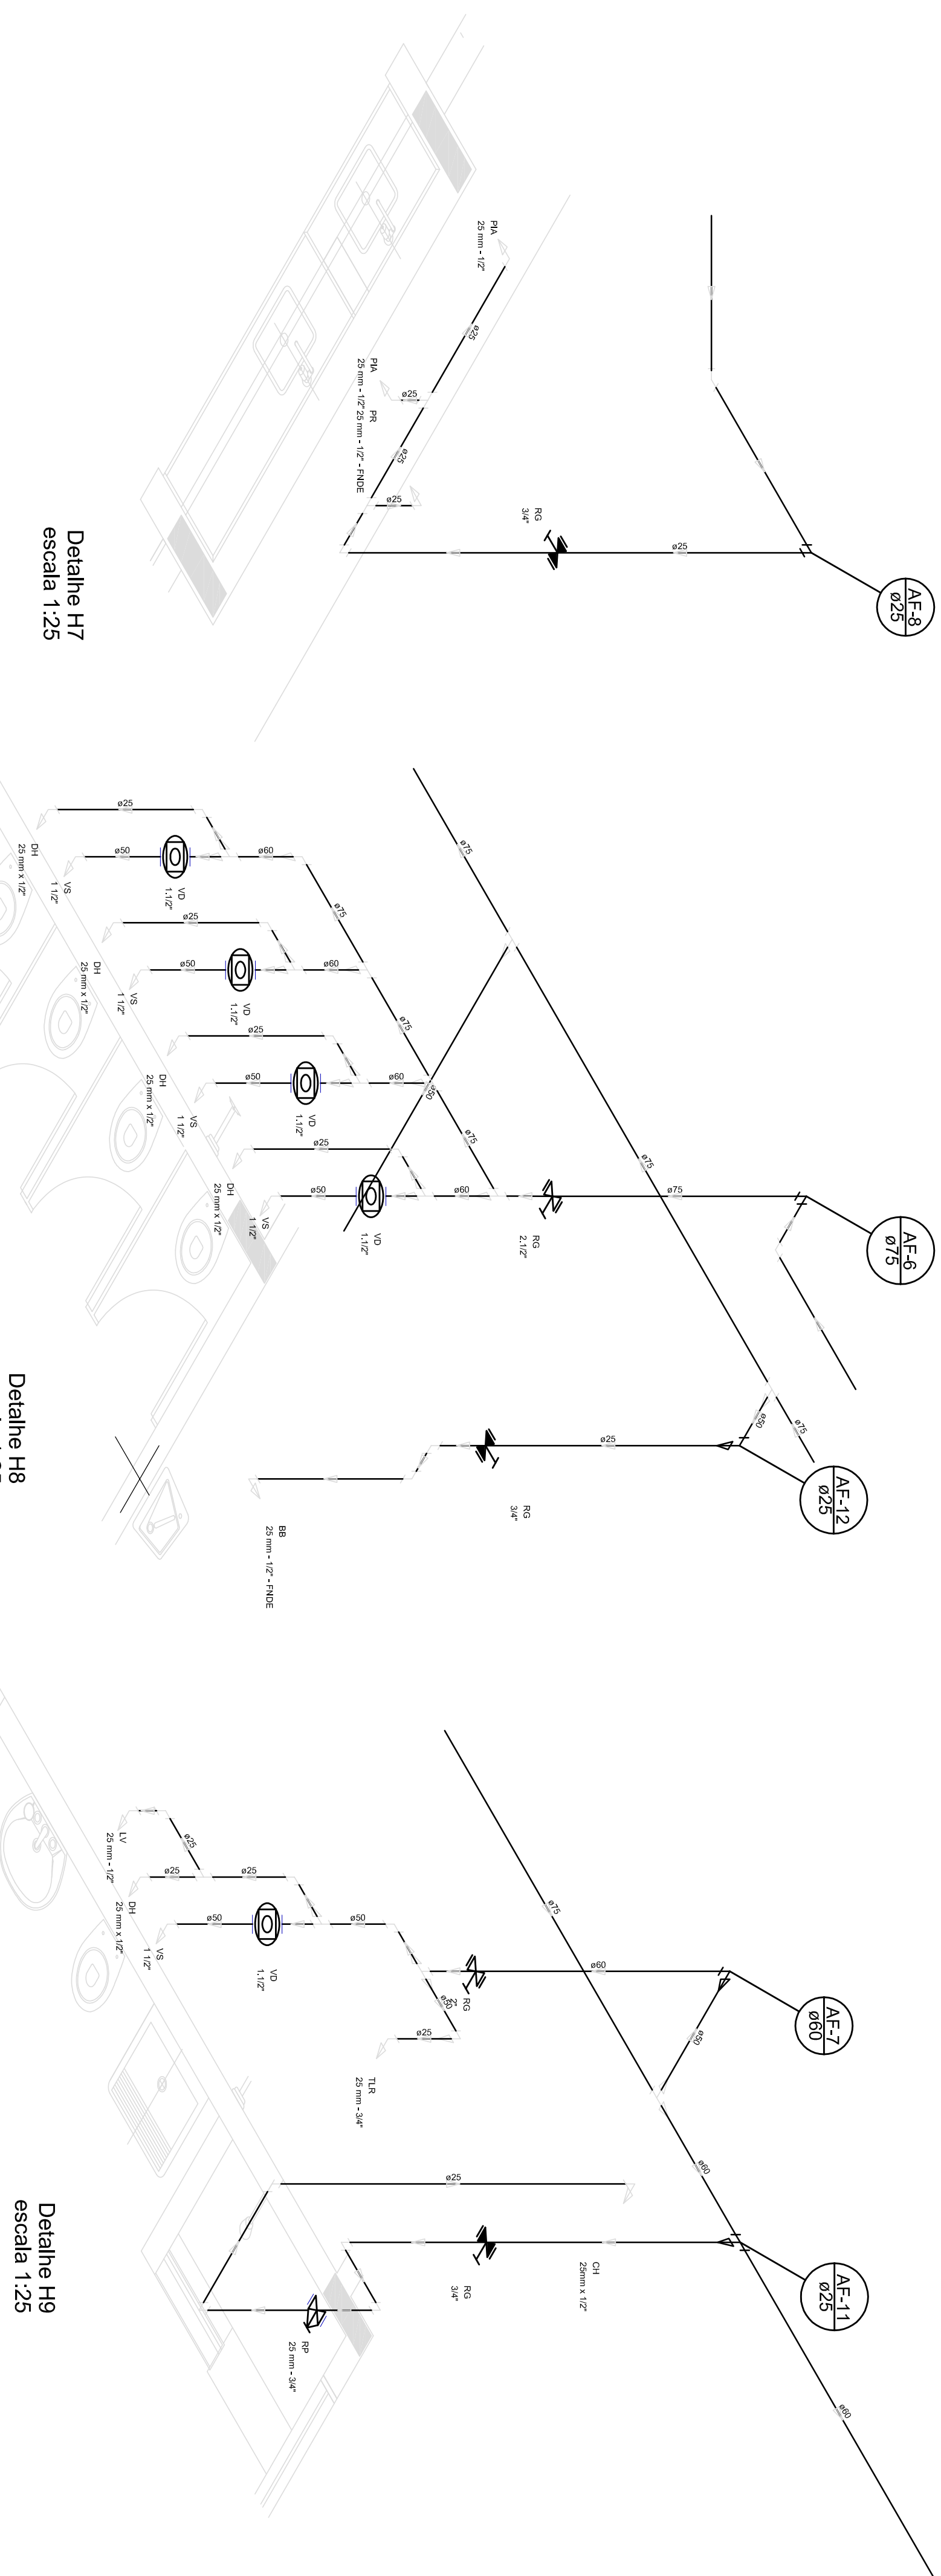 AF-8
ø25
ø25
RG
3/4"
PIA
25 mm - 1/2"
ø25
PIA
25 mm - 1/2"
ø25
PR
25 mm - 1/2" - FNDE
ø25
ø25
Detalhe H7
escala 1:25
AF-6
ø75
ø75
ø75
ø75
RG
2.1/2"
ø75
ø75
ø75
ø50
ø60
ø60
ø60
ø60
ø25
ø50
VD
1.1/2"
DH
25 mm x 1/2"
VS
1 1/2"
ø25
ø50
VD
1.1/2"
DH
25 mm x 1/2"
VS
1 1/2"
ø25
ø50
VD
1.1/2"
DH
25 mm x 1/2"
VS
1 1/2"
ø25
ø50
VD
1.1/2"
DH
25 mm x 1/2"
VS
1 1/2"
AF-12
ø25
ø75
ø50
ø25
RG
3/4"
BB
25 mm - 1/2" - FNDE
Detalhe H8
AF-7
ø60
ø75
ø60
ø50
RG
2"
ø50
ø50
ø25
TLR
25 mm - 3/4"
ø25
ø25
ø25
LV
25 mm - 1/2"
DH
25 mm x 1/2"
ø50
VS
1 1/2"
VD
1.1/2"
AF-11
ø25
ø60
ø60
ø25
CH
25mm x 1/2"
RG
3/4"
RP
25 mm - 3/4"
Detalhe H9
escala 1:25